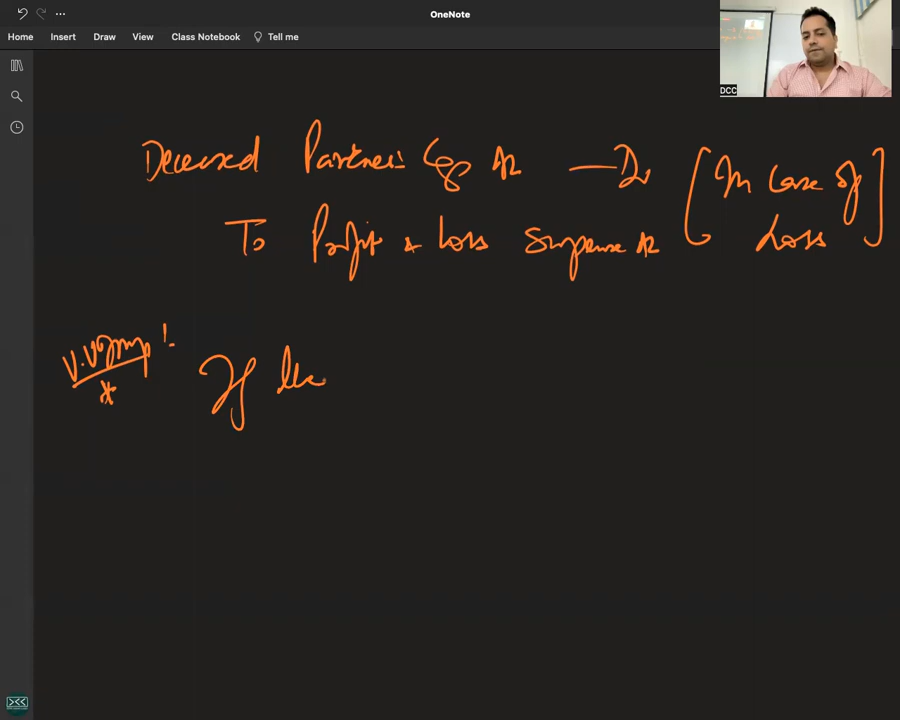 OneNote
Home Insert Draw View Class Notebook Tell me
DCC
Deceased Partner's Cap A/c — Dr [In Case of
To Profit & Loss Suspense A/c Loss]
V.V. Imp :-
* If
DCC